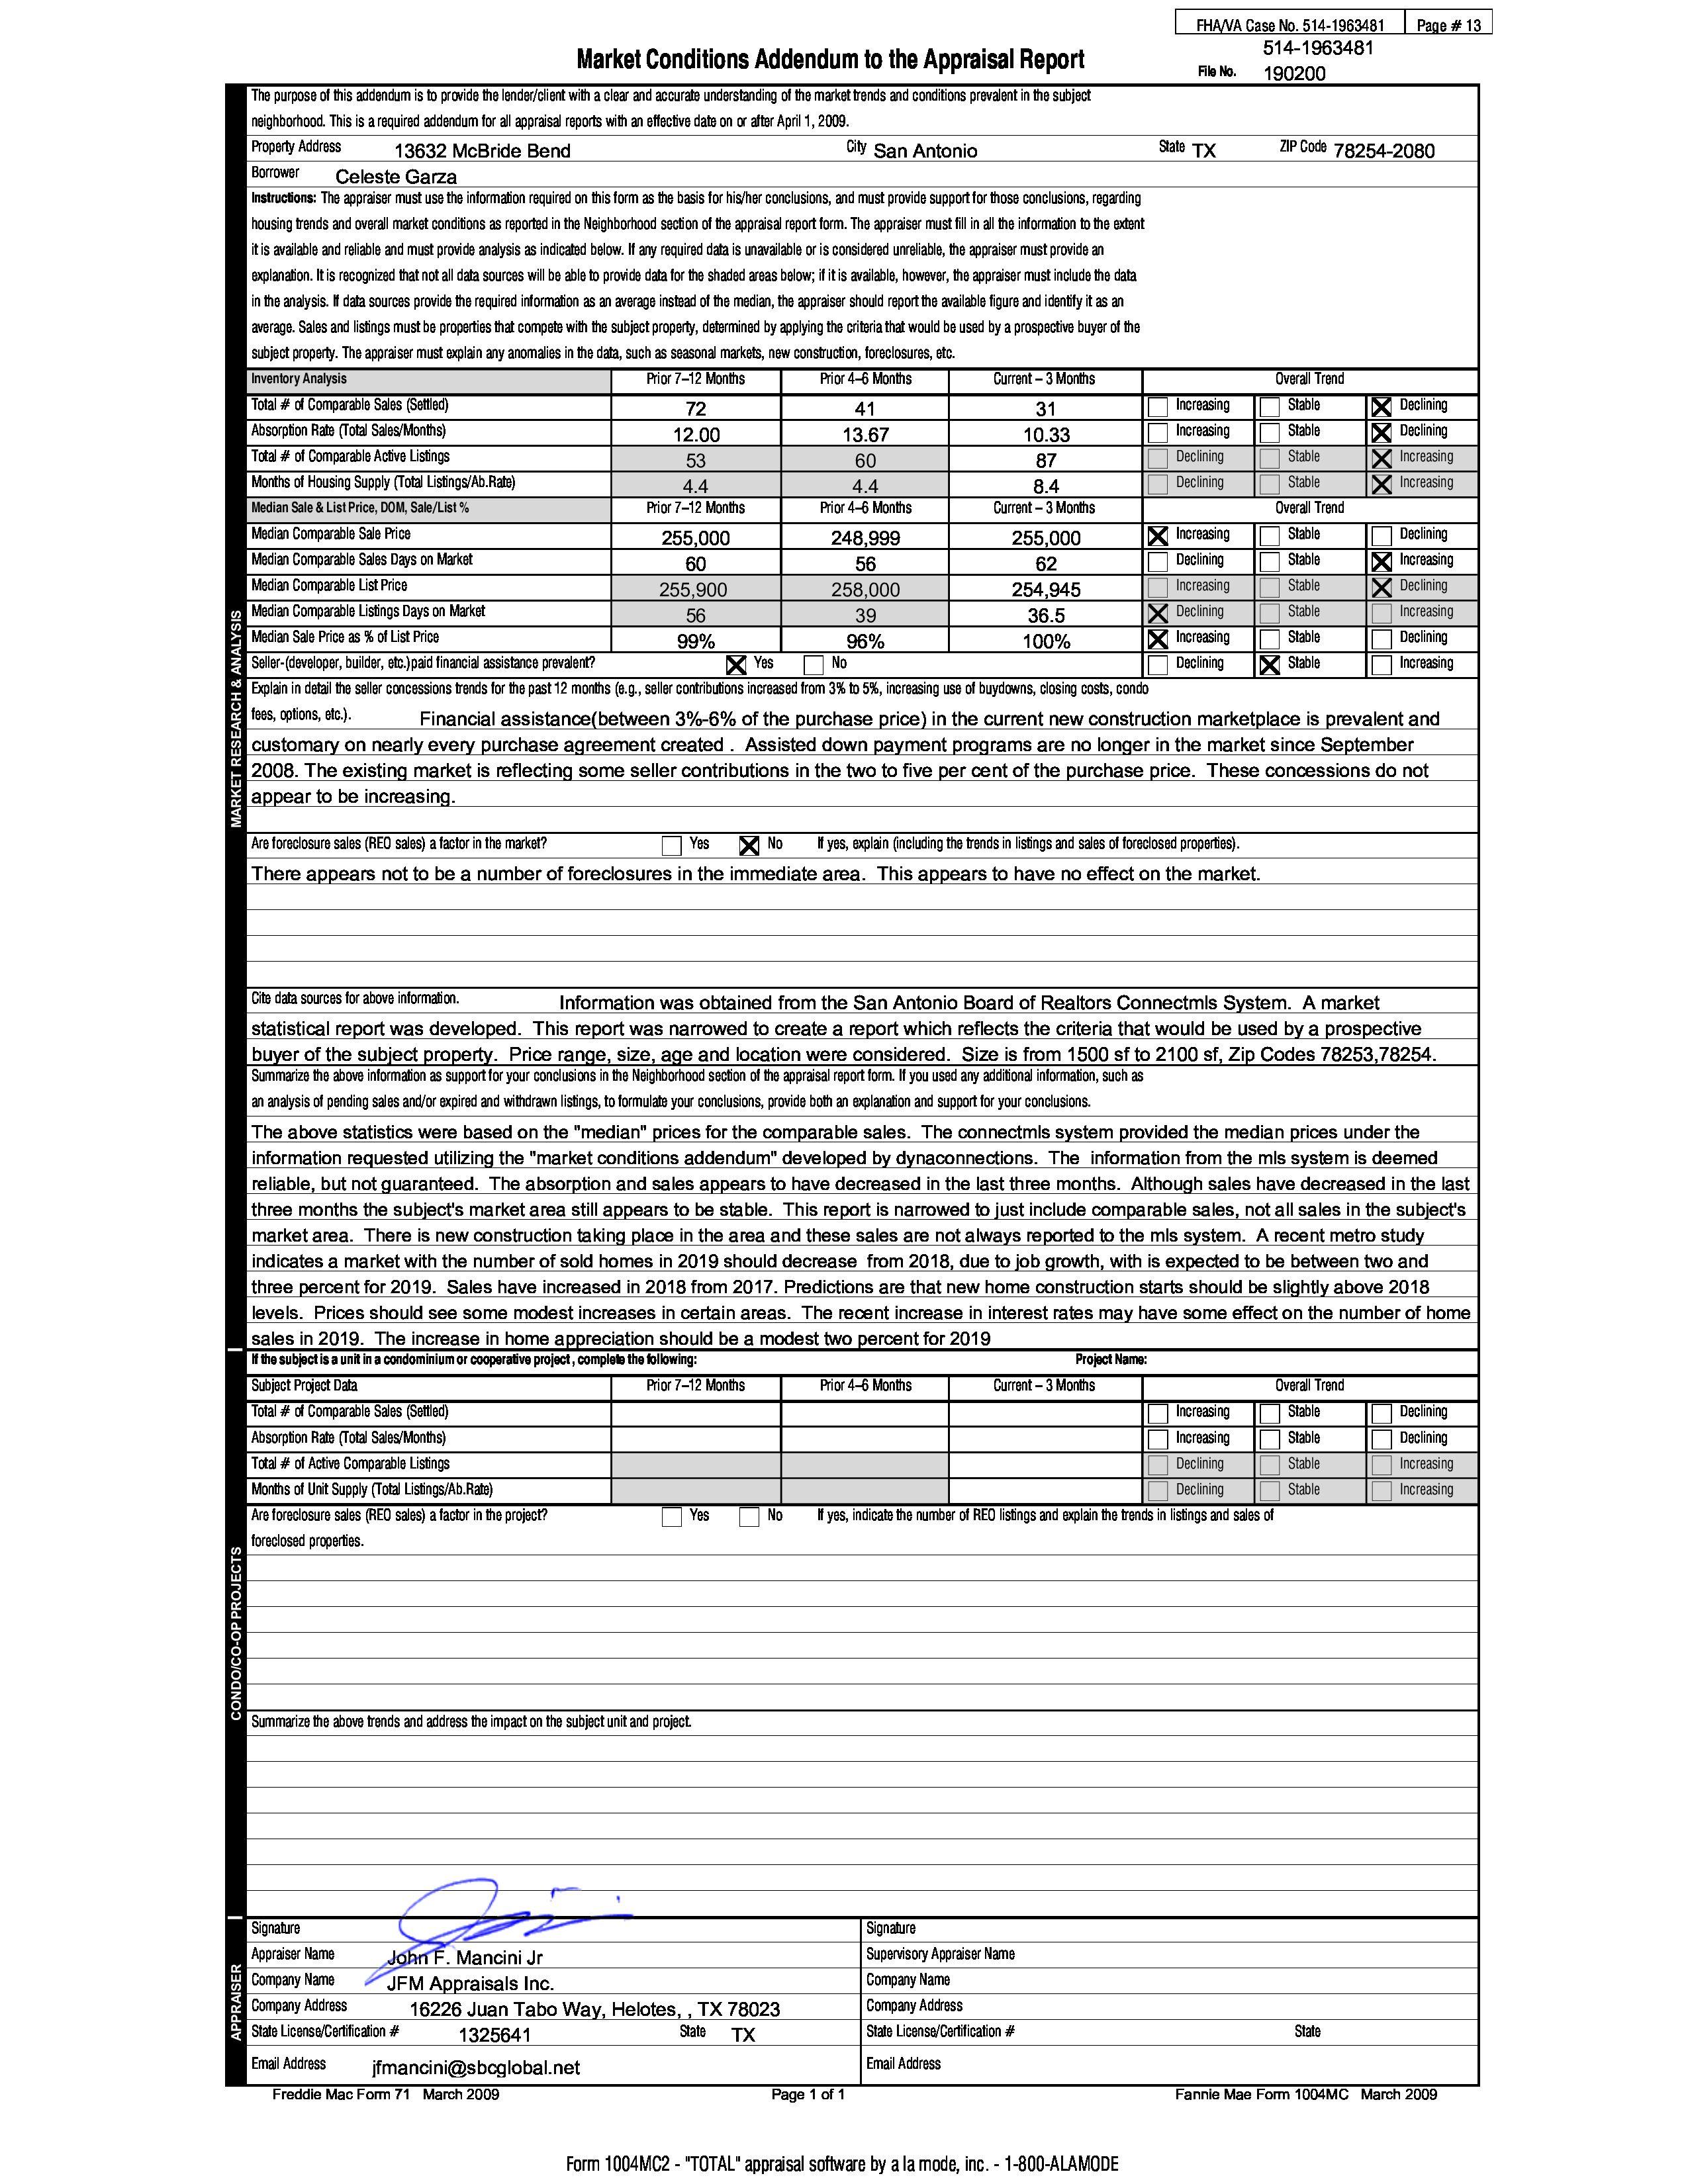 FHA/VA Case No. 514-1963481 Page # 13
514-1963481
Market Conditions Addendum to the Appraisal Report
File No. 190200
The purpose of this addendum is to provide the lender/client with a clear and accurate understanding of the market trends and conditions prevalent in the subject
neighborhood. This is a required addendum for all appraisal reports with an effective date on or after April 1, 2009.
Property Address 13632 McBride Bend City San Antonio State TX ZIP Code 78254-2080
Borrower Celeste Garza
Instructions: The appraiser must use the information required on this form as the basis for his/her conclusions, and must provide support for those conclusions, regarding
housing trends and overall market conditions as reported in the Neighborhood section of the appraisal report form. The appraiser must fill in all the information to the extent
it is available and reliable and must provide analysis as indicated below. If any required data is unavailable or is considered unreliable, the appraiser must provide an
explanation. It is recognized that not all data sources will be able to provide data for the shaded areas below; if it is available, however, the appraiser must include the data
in the analysis. If data sources provide the required information as an average instead of the median, the appraiser should report the available figure and identify it as an
average. Sales and listings must be properties that compete with the subject property, determined by applying the criteria that would be used by a prospective buyer of the
subject property. The appraiser must explain any anomalies in the data, such as seasonal markets, new construction, foreclosures, etc.
Inventory Analysis Prior 7–12 Months Prior 4–6 Months Current – 3 Months Overall Trend
Total # of Comparable Sales (Settled) 72 41 31 Increasing Stable X Declining
Absorption Rate (Total Sales/Months) 12.00 13.67 10.33 Increasing Stable X Declining
Total # of Comparable Active Listings 53 60 87 Declining Stable X Increasing
Months of Housing Supply (Total Listings/Ab.Rate) 4.4 4.4 8.4 Declining Stable X Increasing
Median Sale & List Price, DOM, Sale/List % Prior 7–12 Months Prior 4–6 Months Current – 3 Months Overall Trend
Median Comparable Sale Price 255,000 248,999 255,000 X Increasing Stable Declining
Median Comparable Sales Days on Market 60 56 62 Declining Stable X Increasing
Median Comparable List Price 255,900 258,000 254,945 Increasing Stable X Declining
Median Comparable Listings Days on Market 56 39 36.5 X Declining Stable Increasing
Median Sale Price as % of List Price 99% 96% 100% X Increasing Stable Declining
Seller-(developer, builder, etc.)paid financial assistance prevalent? X Yes No Declining X Stable Increasing
Explain in detail the seller concessions trends for the past 12 months (e.g., seller contributions increased from 3% to 5%, increasing use of buydowns, closing costs, condo
fees, options, etc.). Financial assistance(between 3%-6% of the purchase price) in the current new construction marketplace is prevalent and
customary on nearly every purchase agreement created . Assisted down payment programs are no longer in the market since September
2008. The existing market is reflecting some seller contributions in the two to five per cent of the purchase price. These concessions do not
appear to be increasing.
MARKET RESEARCH & ANALYSIS
Are foreclosure sales (REO sales) a factor in the market? Yes X No If yes, explain (including the trends in listings and sales of foreclosed properties).
There appears not to be a number of foreclosures in the immediate area. This appears to have no effect on the market.
Cite data sources for above information. Information was obtained from the San Antonio Board of Realtors Connectmls System. A market
statistical report was developed. This report was narrowed to create a report which reflects the criteria that would be used by a prospective
buyer of the subject property. Price range, size, age and location were considered. Size is from 1500 sf to 2100 sf, Zip Codes 78253,78254.
Summarize the above information as support for your conclusions in the Neighborhood section of the appraisal report form. If you used any additional information, such as
an analysis of pending sales and/or expired and withdrawn listings, to formulate your conclusions, provide both an explanation and support for your conclusions.
The above statistics were based on the "median" prices for the comparable sales. The connectmls system provided the median prices under the
information requested utilizing the "market conditions addendum" developed by dynaconnections. The information from the mls system is deemed
reliable, but not guaranteed. The absorption and sales appears to have decreased in the last three months. Although sales have decreased in the last
three months the subject's market area still appears to be stable. This report is narrowed to just include comparable sales, not all sales in the subject's
market area. There is new construction taking place in the area and these sales are not always reported to the mls system. A recent metro study
indicates a market with the number of sold homes in 2019 should decrease from 2018, due to job growth, with is expected to be between two and
three percent for 2019. Sales have increased in 2018 from 2017. Predictions are that new home construction starts should be slightly above 2018
levels. Prices should see some modest increases in certain areas. The recent increase in interest rates may have some effect on the number of home
sales in 2019. The increase in home appreciation should be a modest two percent for 2019
If the subject is a unit in a condominium or cooperative project , complete the following: Project Name:
Subject Project Data Prior 7–12 Months Prior 4–6 Months Current – 3 Months Overall Trend
Total # of Comparable Sales (Settled) Increasing Stable Declining
Absorption Rate (Total Sales/Months) Increasing Stable Declining
Total # of Active Comparable Listings Declining Stable Increasing
Months of Unit Supply (Total Listings/Ab.Rate) Declining Stable Increasing
Are foreclosure sales (REO sales) a factor in the project? Yes No If yes, indicate the number of REO listings and explain the trends in listings and sales of
foreclosed properties.
CONDO/CO-OP PROJECTS
Summarize the above trends and address the impact on the subject unit and project.
APPRAISER
Signature Signature
Appraiser Name John F. Mancini Jr Supervisory Appraiser Name
Company Name JFM Appraisals Inc. Company Name
Company Address 16226 Juan Tabo Way, Helotes, , TX 78023 Company Address
State License/Certification # 1325641 State TX State License/Certification # State
Email Address jfmancini@sbcglobal.net Email Address
Freddie Mac Form 71 March 2009 Page 1 of 1 Fannie Mae Form 1004MC March 2009
Form 1004MC2 - "TOTAL" appraisal software by a la mode, inc. - 1-800-ALAMODE